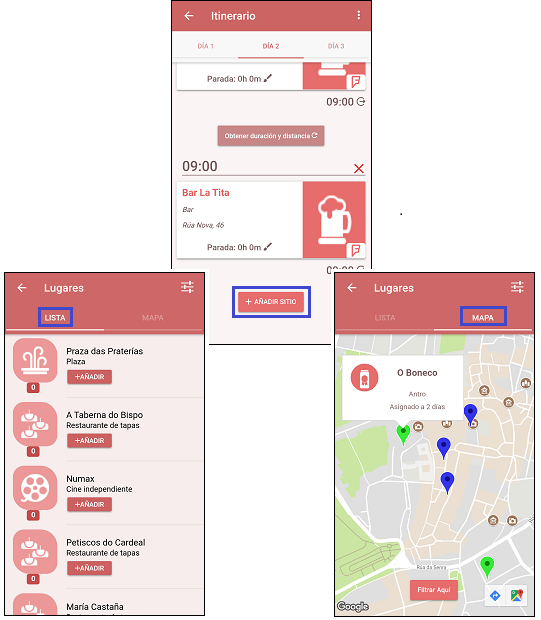 Itinerario
DÍA 1
DÍA 2
DÍA 3
Parada: 0h 0m
09:00
Obtener duración y distancia
09:00
Bar La Tita
Bar
Rúa Nova, 46
Parada: 0h 0m
09:00
+ AÑADIR SITIO
Lugares
LISTA
MAPA
Praza das Praterías
Plaza
+AÑADIR
0
A Taberna do Bispo
Restaurante de tapas
+AÑADIR
0
Numax
Cine independiente
+AÑADIR
0
Petiscos do Cardeal
Restaurante de tapas
+AÑADIR
0
María Castaña
Lugares
LISTA
MAPA
O Boneco
Antro
Asignado a 2 días
Rúa da Senra
Filtrar Aquí
Google